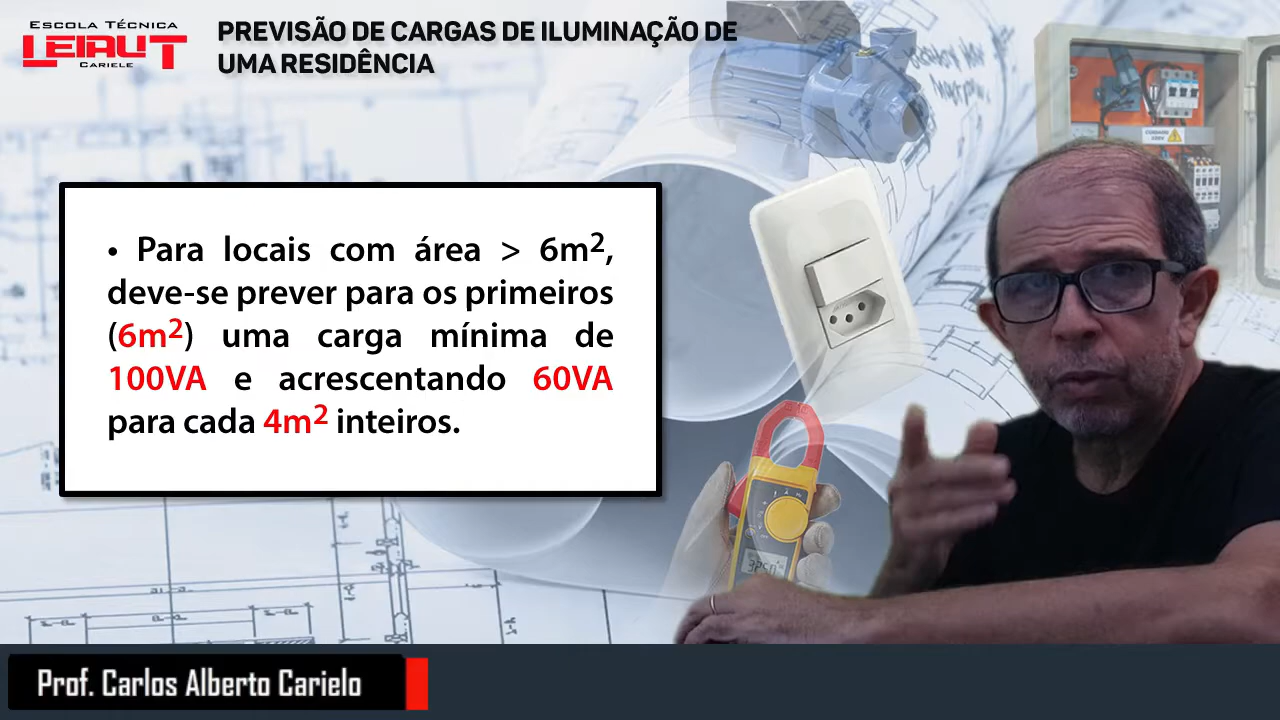 ESCOLA TÉCNICA
LEIAUT
CARIELE
PREVISÃO DE CARGAS DE ILUMINAÇÃO DE
UMA RESIDÊNCIA
• Para locais com área > 6m²,
deve-se prever para os primeiros
(6m²) uma carga mínima de
100VA e acrescentando 60VA
para cada 4m² inteiros.
Prof. Carlos Alberto Carielo